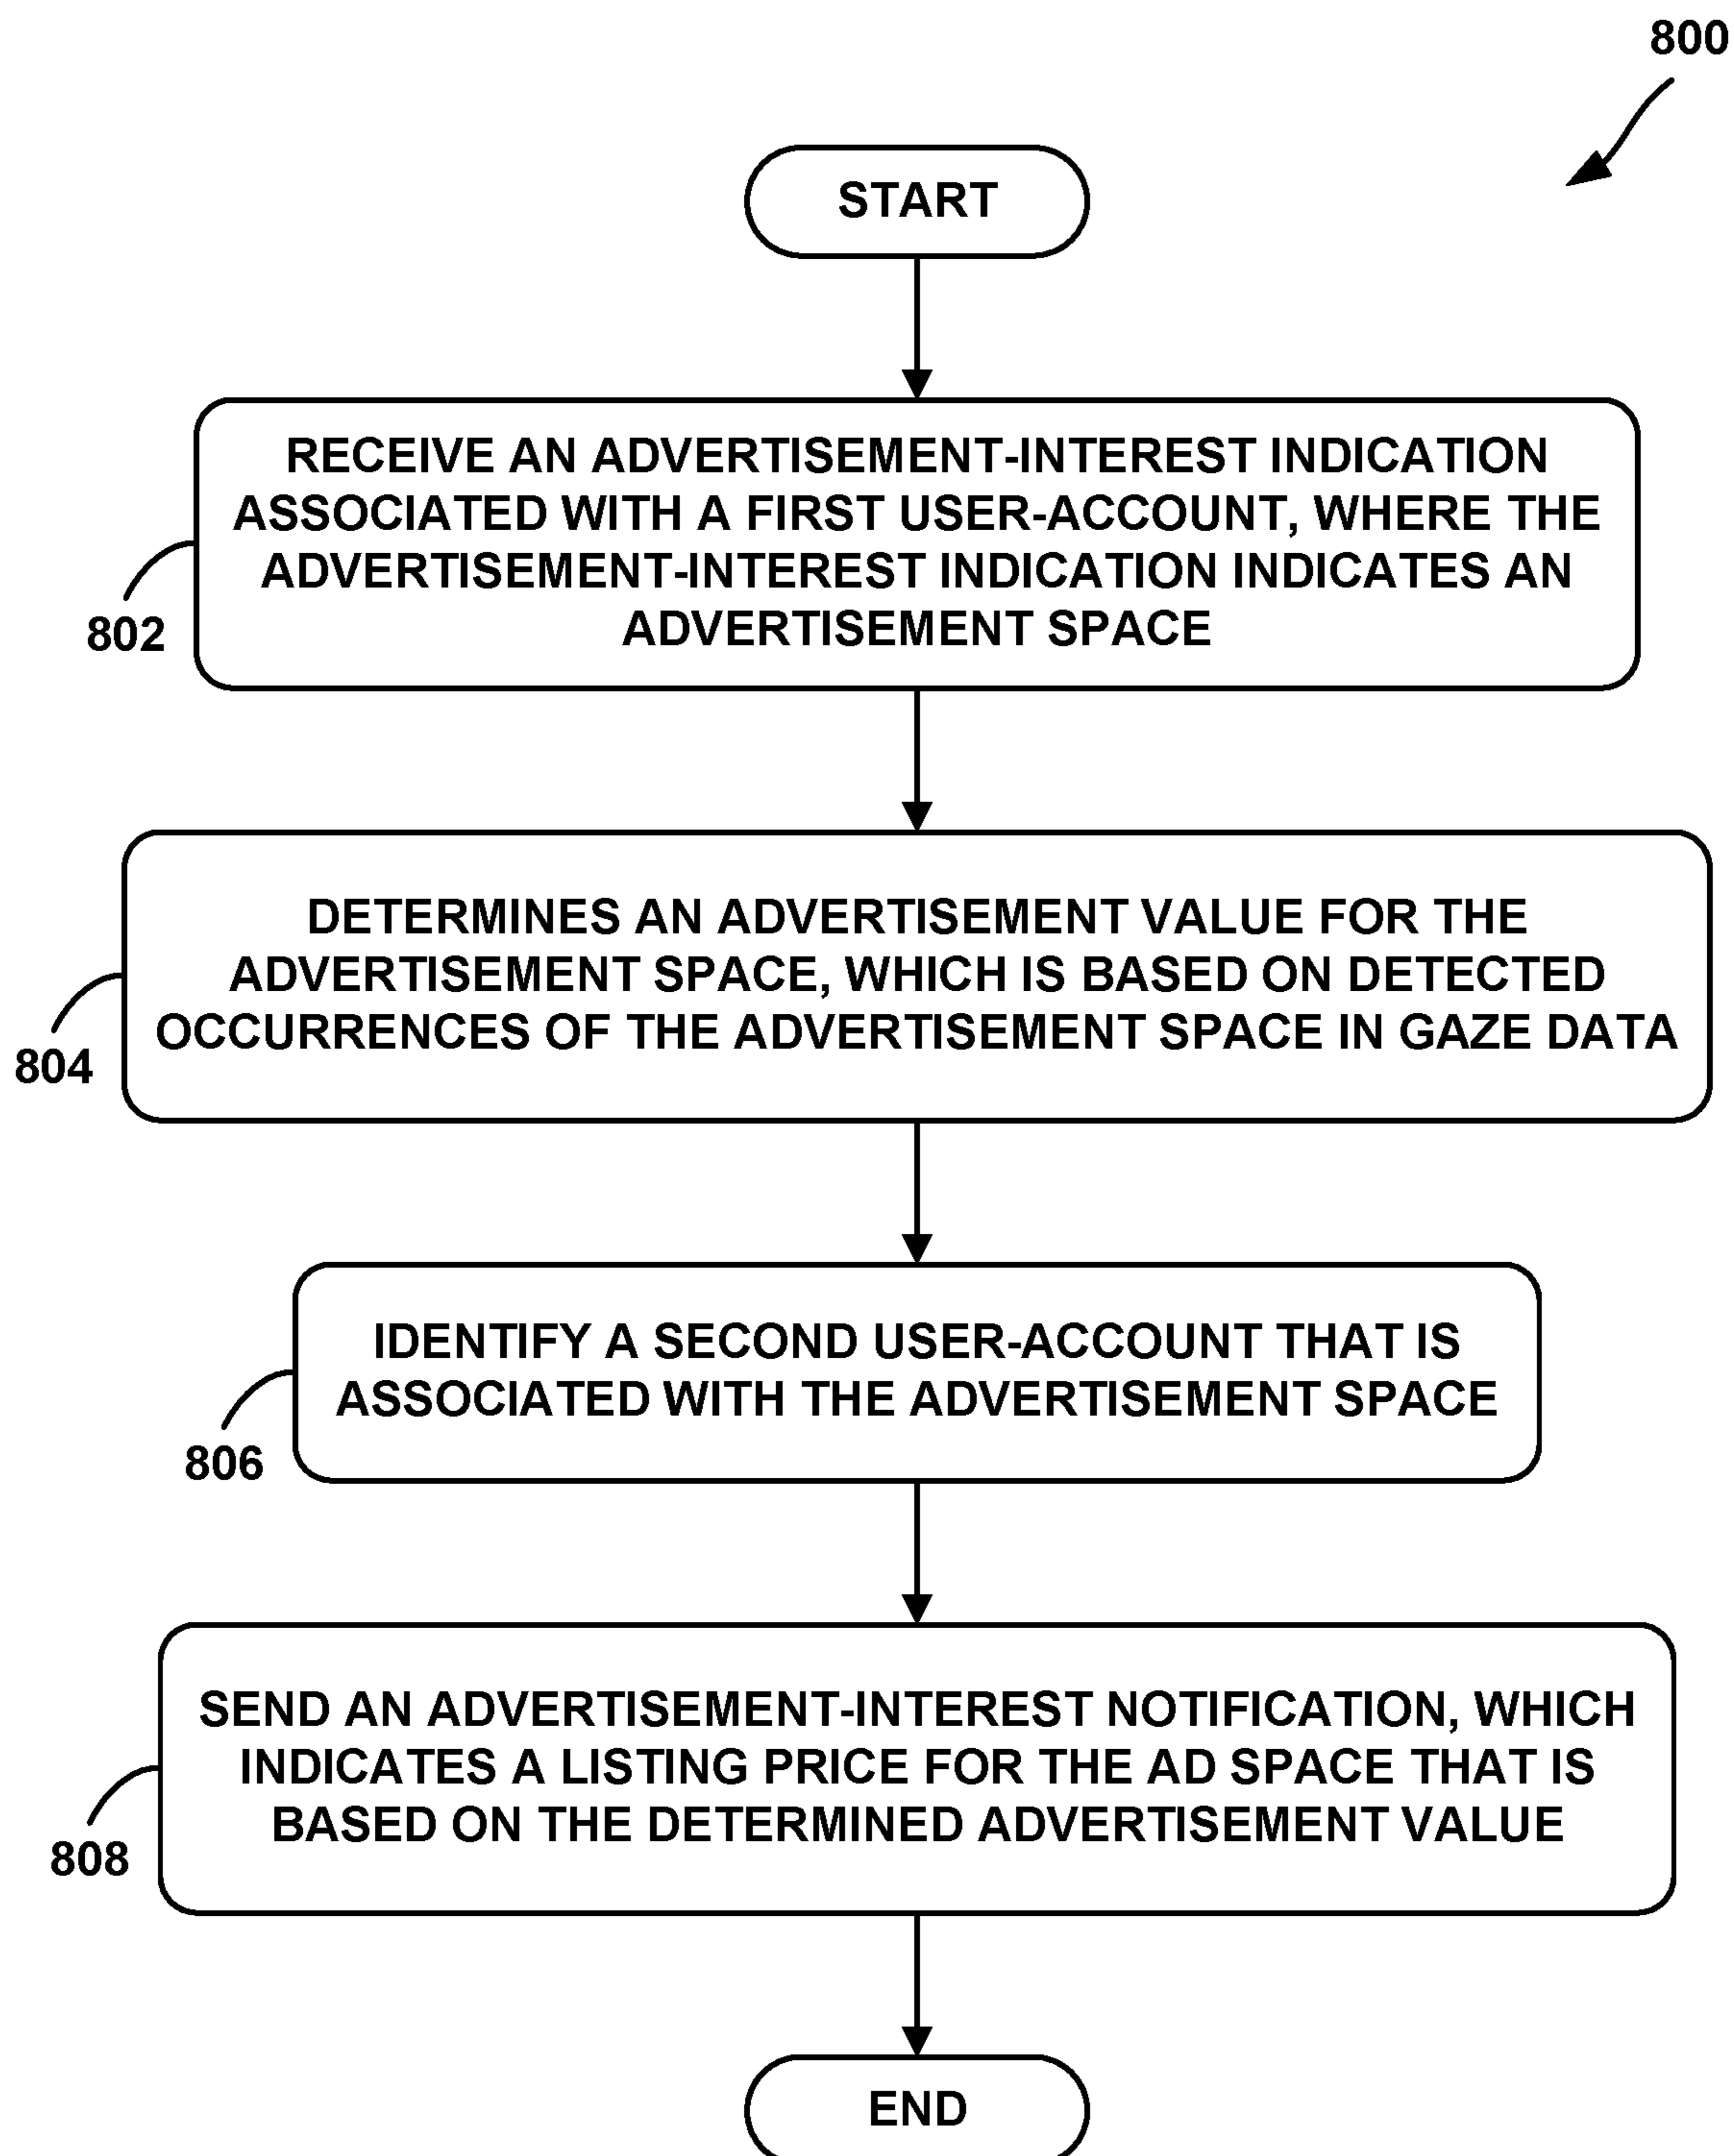 800
START
RECEIVE AN ADVERTISEMENT-INTEREST INDICATION
ASSOCIATED WITH A FIRST USER-ACCOUNT, WHERE THE
ADVERTISEMENT-INTEREST INDICATION INDICATES AN
ADVERTISEMENT SPACE
802
DETERMINES AN ADVERTISEMENT VALUE FOR THE
ADVERTISEMENT SPACE, WHICH IS BASED ON DETECTED
OCCURRENCES OF THE ADVERTISEMENT SPACE IN GAZE DATA
804
IDENTIFY A SECOND USER-ACCOUNT THAT IS
ASSOCIATED WITH THE ADVERTISEMENT SPACE
806
SEND AN ADVERTISEMENT-INTEREST NOTIFICATION, WHICH
INDICATES A LISTING PRICE FOR THE AD SPACE THAT IS
BASED ON THE DETERMINED ADVERTISEMENT VALUE
808
END